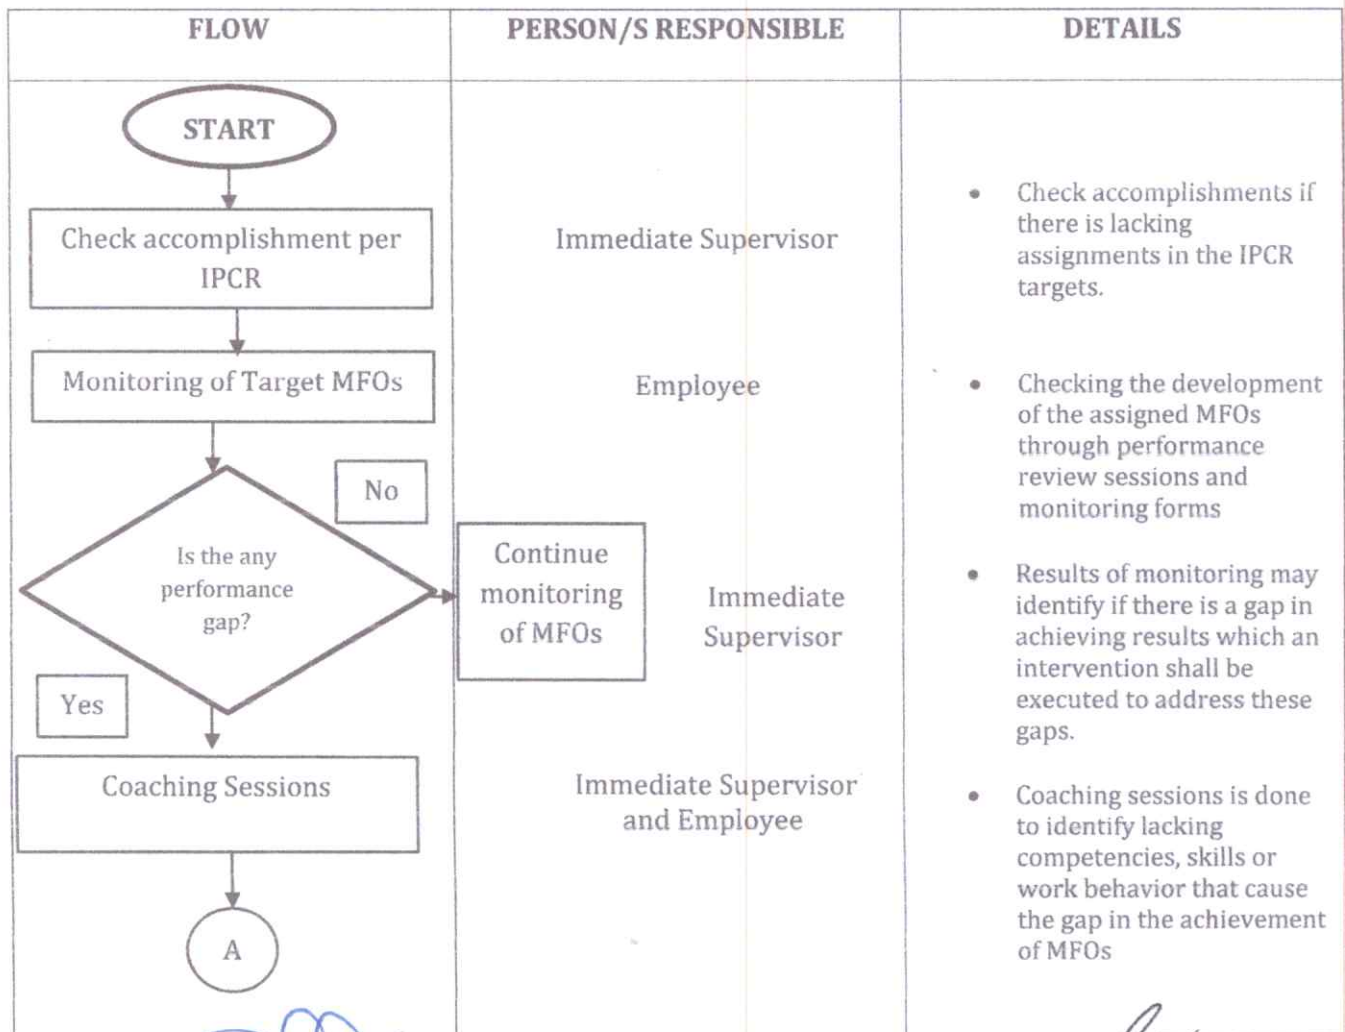 FLOW
PERSON/S RESPONSIBLE
DETAILS
START
Check accomplishment per
IPCR
Immediate Supervisor
• Check accomplishments if
there is lacking
assignments in the IPCR
targets.
Monitoring of Target MFOs
Employee
• Checking the development
of the assigned MFOs
through performance
review sessions and
monitoring forms
Is the any
performance
gap?
No
Continue
monitoring
of MFOs
Immediate
Supervisor
• Results of monitoring may
identify if there is a gap in
achieving results which an
intervention shall be
executed to address these
gaps.
Yes
Coaching Sessions
Immediate Supervisor
and Employee
• Coaching sessions is done
to identify lacking
competencies, skills or
work behavior that cause
the gap in the achievement
of MFOs
A